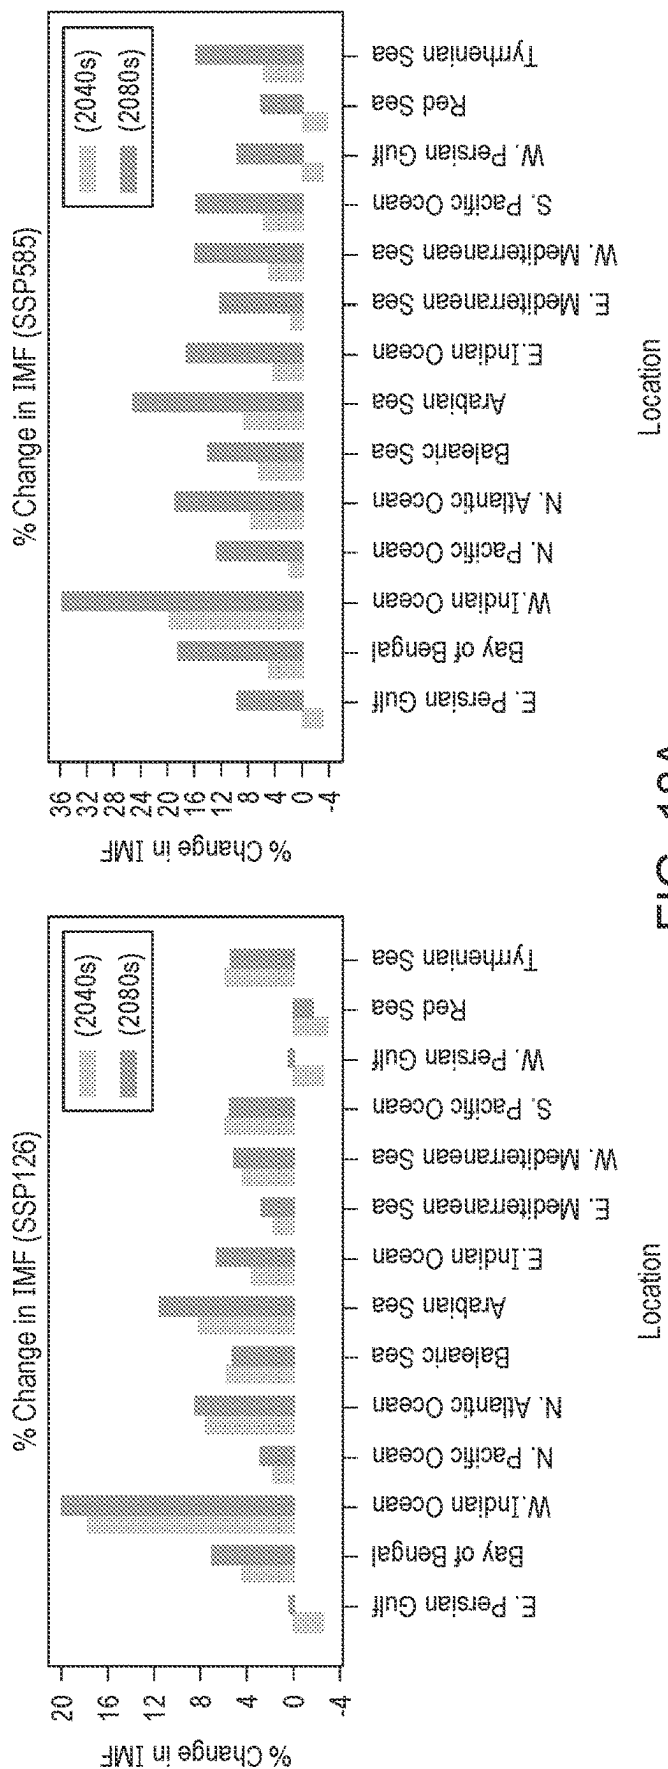 % Change in IMF (SSP126)
(2040s)
(2080s)
% Change in IMF
20
16
12
8
4
0
-4
E. Persian Gulf
Bay of Bengal
W.Indian Ocean
N. Pacific Ocean
N. Atlantic Ocean
Balearic Sea
Arabian Sea
E.Indian Ocean
E. Mediterranean Sea
W. Mediterranean Sea
S. Pacific Ocean
W. Persian Gulf
Red Sea
Tyrrhenian Sea
Location
% Change in IMF (SSP585)
(2040s)
(2080s)
% Change in IMF
36
32
28
24
20
16
12
8
4
0
-4
E. Persian Gulf
Bay of Bengal
W.Indian Ocean
N. Pacific Ocean
N. Atlantic Ocean
Balearic Sea
Arabian Sea
E.Indian Ocean
E. Mediterranean Sea
W. Mediterranean Sea
S. Pacific Ocean
W. Persian Gulf
Red Sea
Tyrrhenian Sea
Location